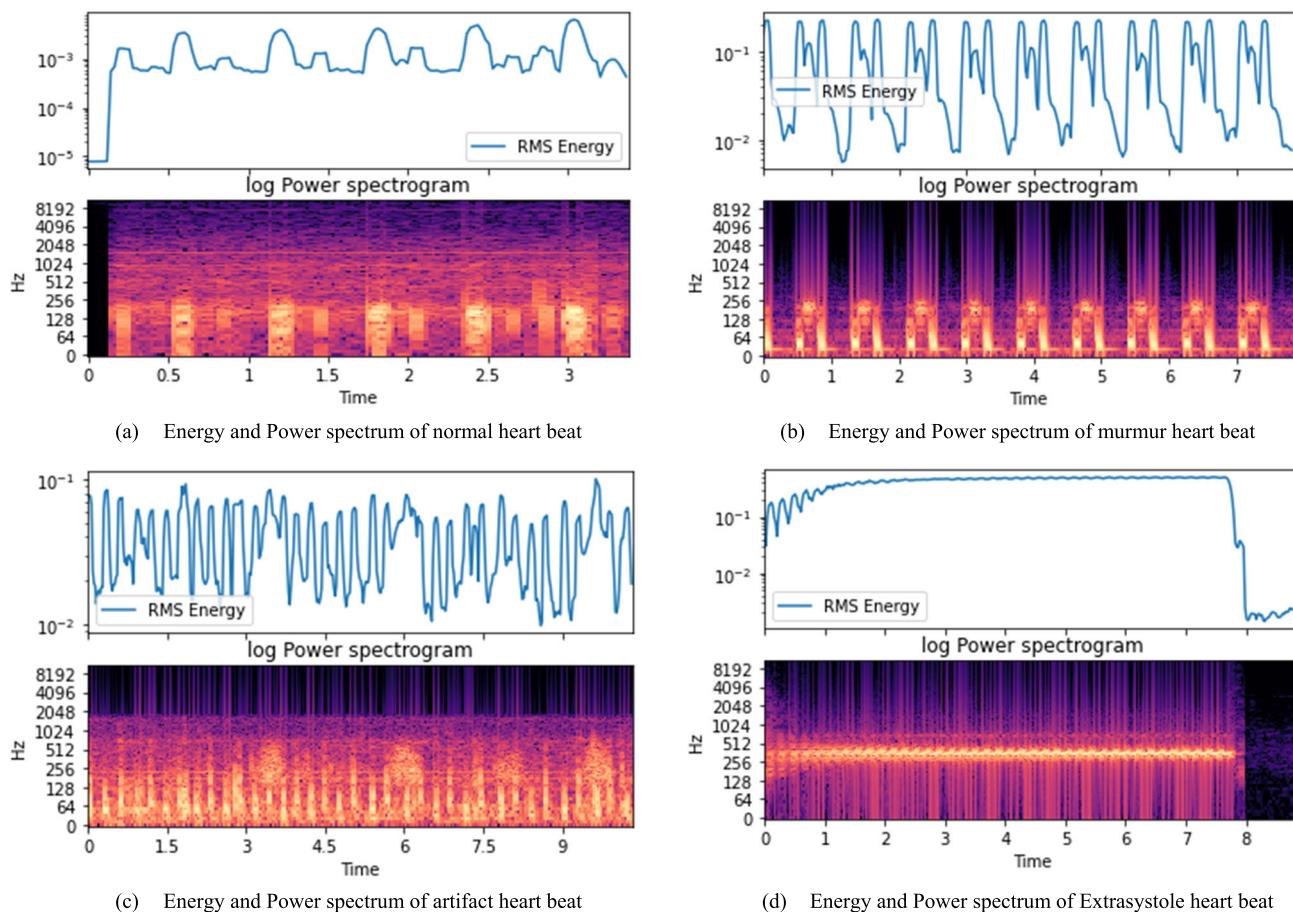 10⁻³
10⁻⁴
10⁻⁵
RMS Energy
log Power spectrogram
8192
4096
2048
1024
512
256
128
64
0
Hz
0 0.5 1 1.5 2 2.5 3
Time
(a) Energy and Power spectrum of normal heart beat
10⁻¹
10⁻²
RMS Energy
log Power spectrogram
8192
4096
2048
1024
512
256
128
64
0
Hz
0 1 2 3 4 5 6 7
Time
(b) Energy and Power spectrum of murmur heart beat
10⁻¹
10⁻²
RMS Energy
log Power spectrogram
8192
4096
2048
1024
512
256
128
64
0
Hz
0 1.5 3 4.5 6 7.5 9
Time
(c) Energy and Power spectrum of artifact heart beat
10⁻¹
10⁻²
RMS Energy
log Power spectrogram
8192
4096
2048
1024
512
256
128
64
0
Hz
0 1 2 3 4 5 6 7 8
Time
(d) Energy and Power spectrum of Extrasystole heart beat